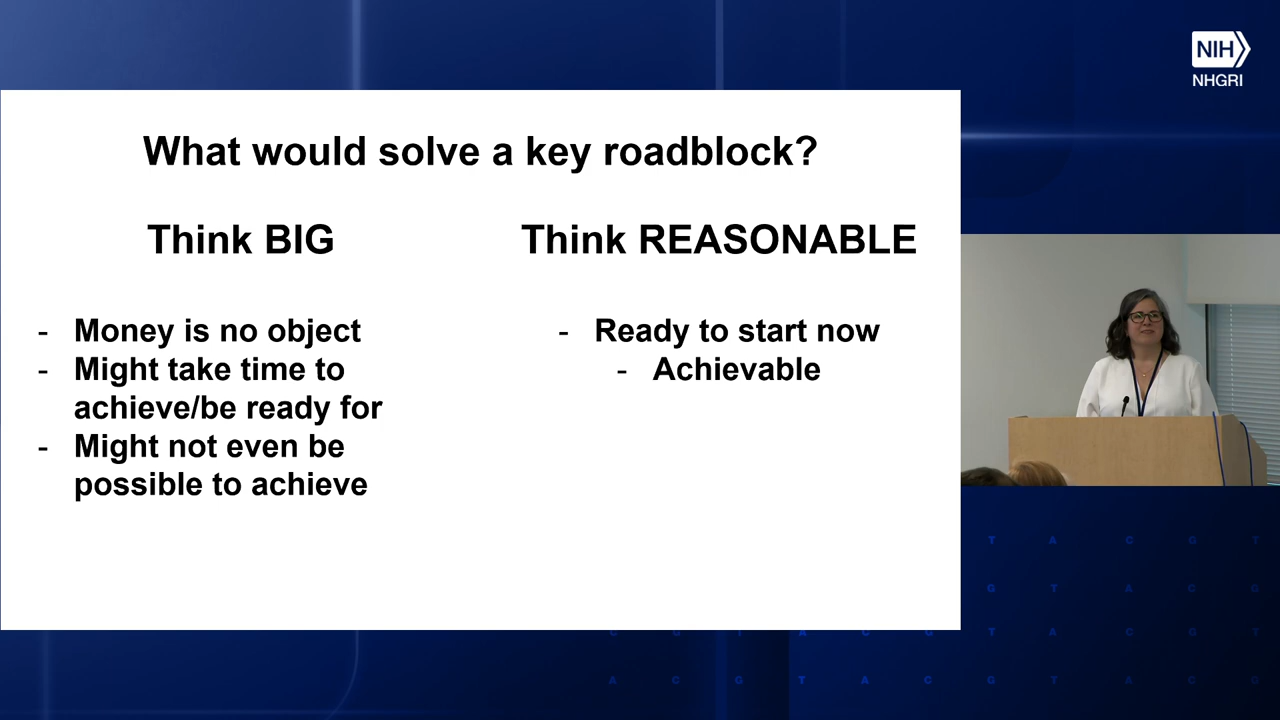 NIH
NHGRI
What would solve a key roadblock?
Think BIG
- Money is no object
- Might take time to
achieve/be ready for
- Might not even be
possible to achieve
Think REASONABLE
- Ready to start now
- Achievable
T A C G T
G T A C G
C C T A C G T A C G T
A C G T A C G T A C G